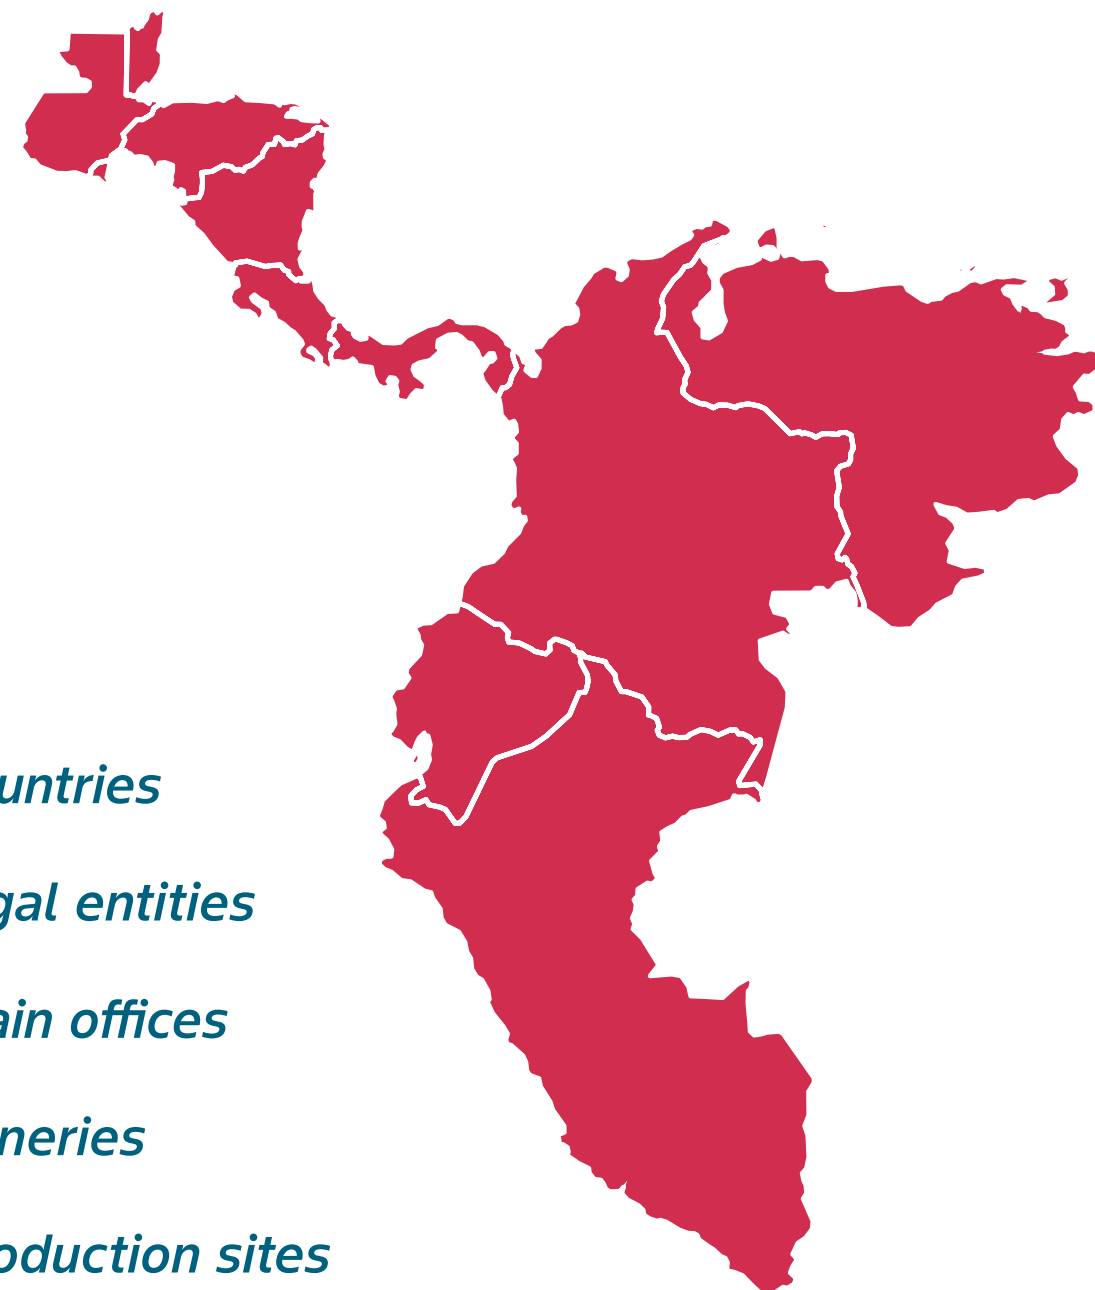 untries
gal entities
ain offices
neries
oduction sites